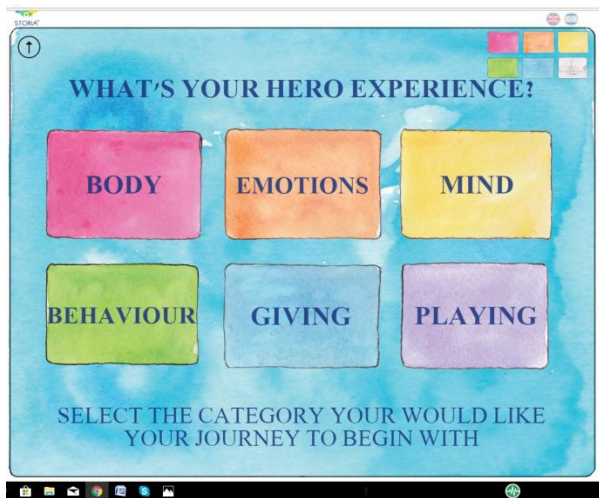 STORIA
WHAT'S YOUR HERO EXPERIENCE?
BODY
EMOTIONS
MIND
BEHAVIOUR
GIVING
PLAYING
SELECT THE CATEGORY YOUR WOULD LIKE
YOUR JOURNEY TO BEGIN WITH